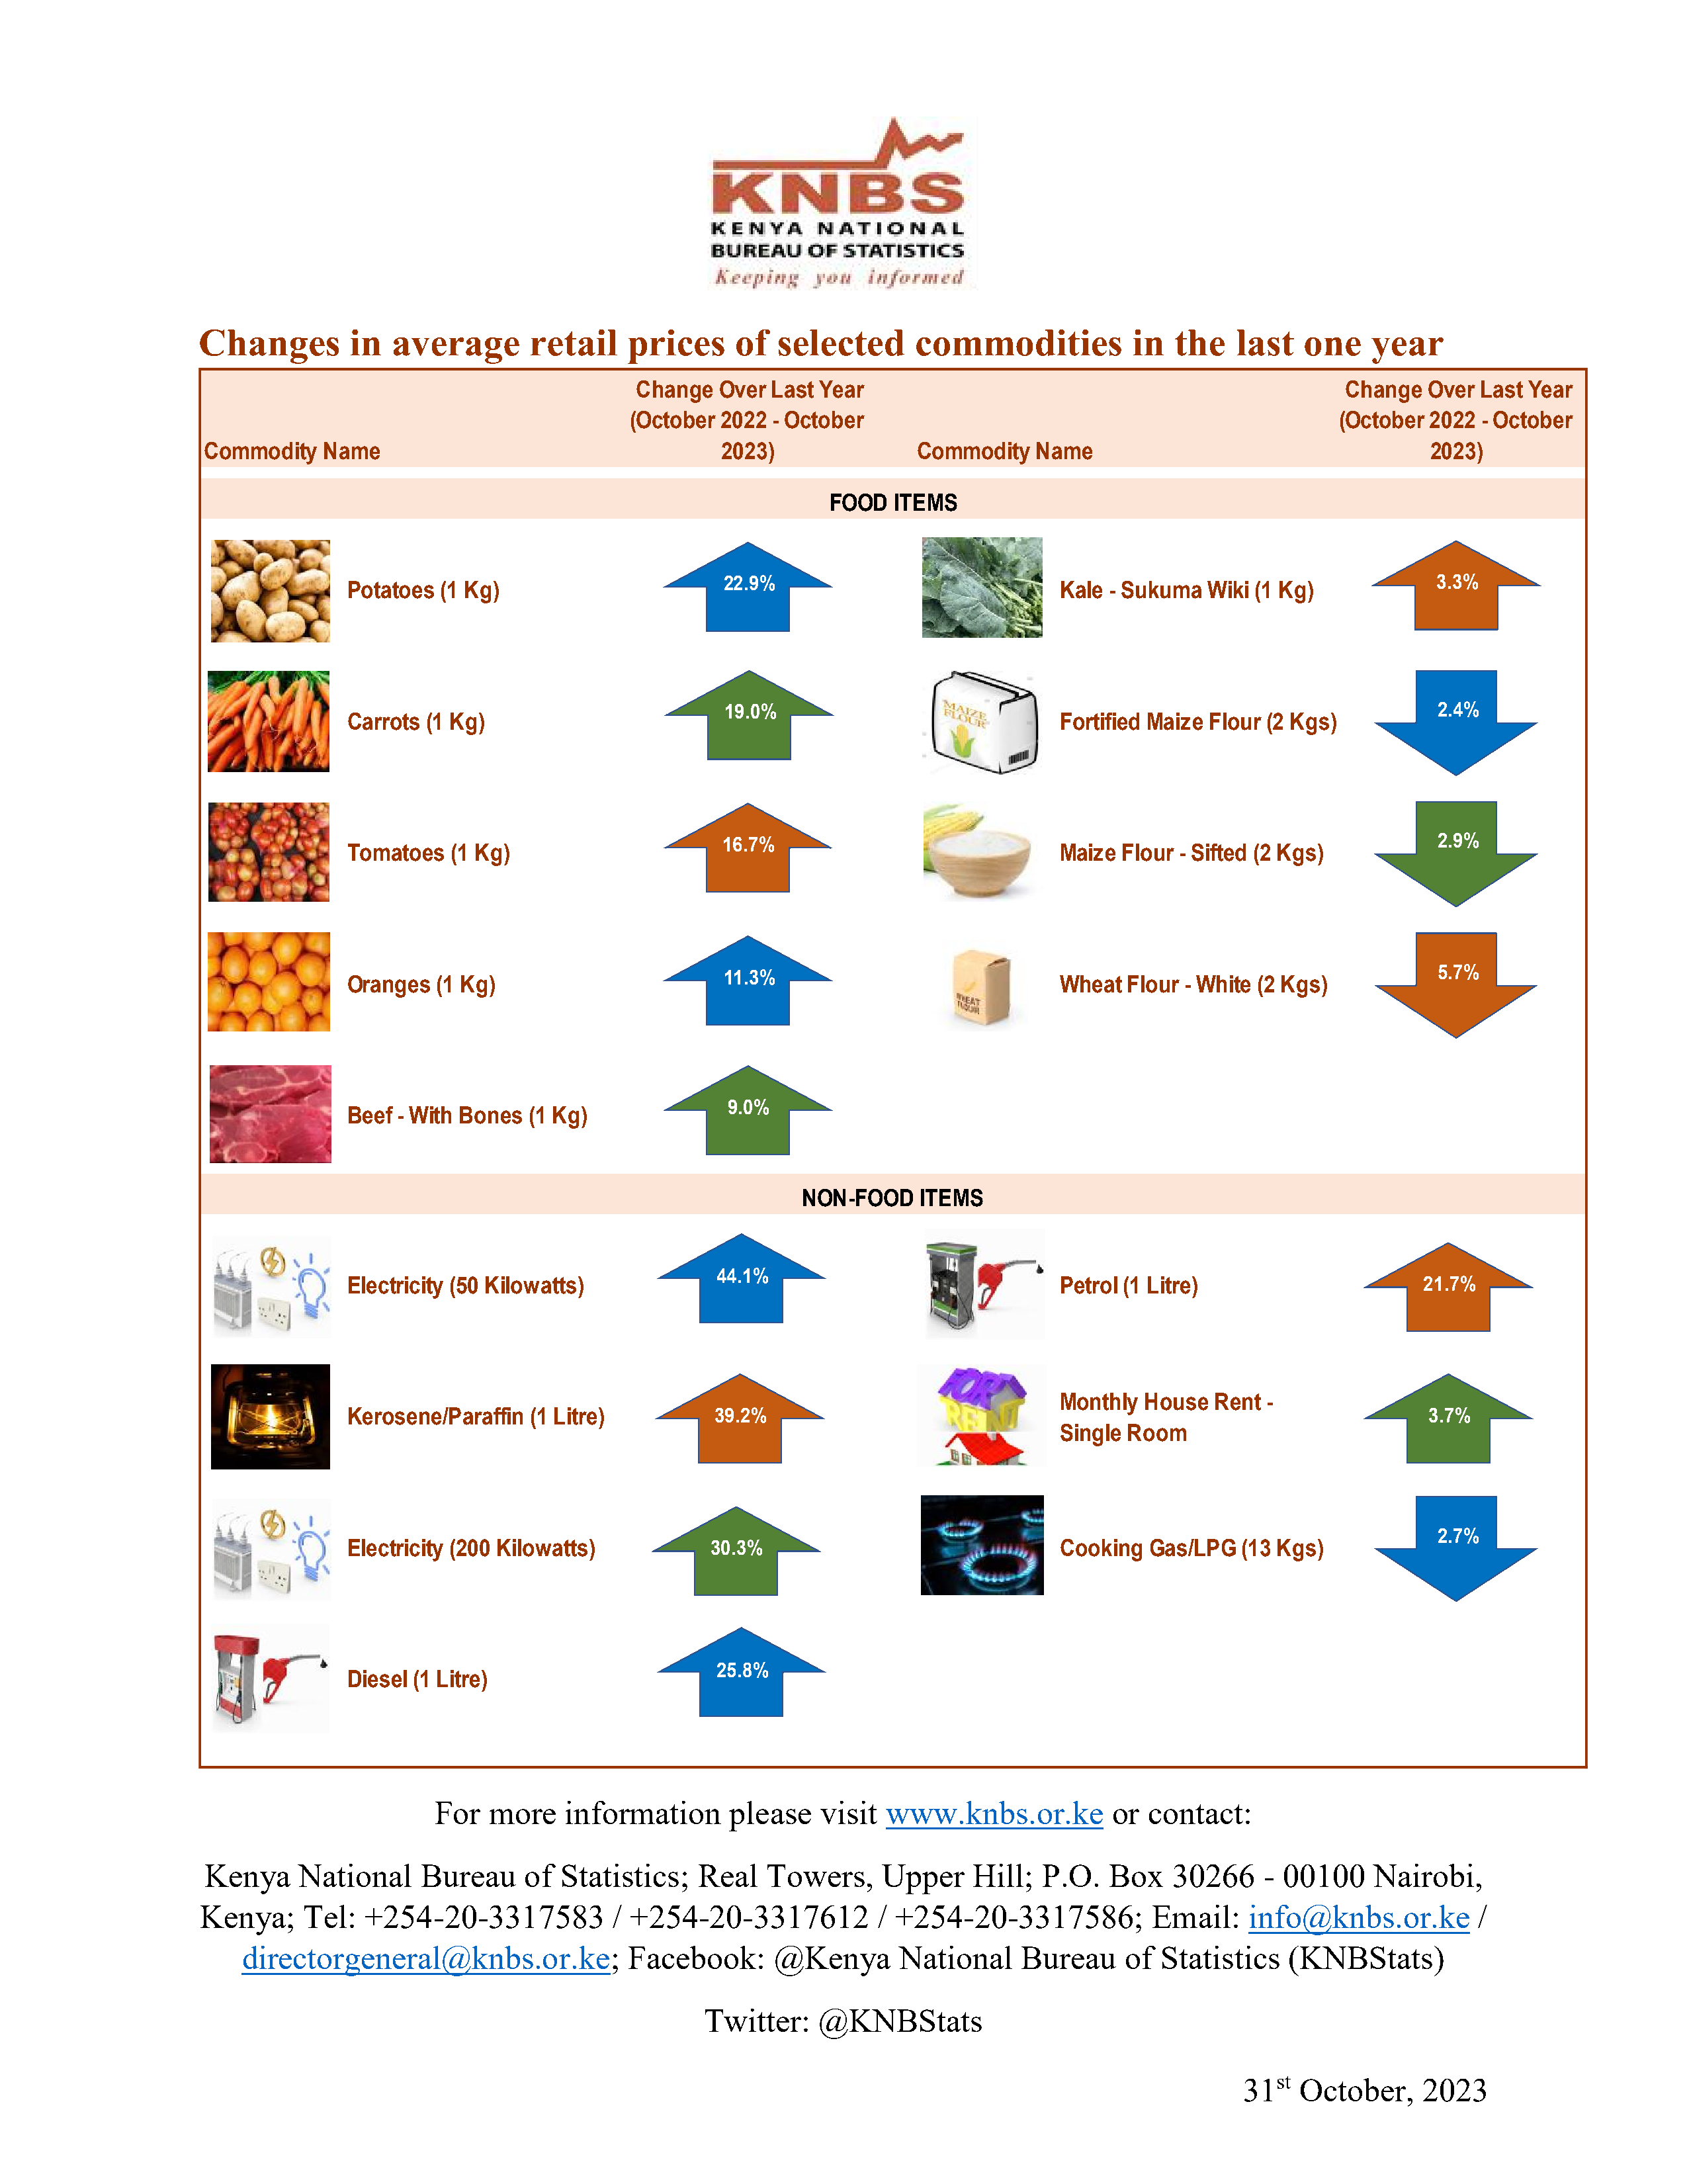 KNBS
KENYA NATIONAL
BUREAU OF STATISTICS
Keeping you informed
Changes in average retail prices of selected commodities in the last one year
Commodity Name
Change Over Last Year
(October 2022 - October
2023)
Commodity Name
Change Over Last Year
(October 2022 - October
2023)
FOOD ITEMS
Potatoes (1 Kg) 22.9% Kale - Sukuma Wiki (1 Kg) 3.3%
Carrots (1 Kg) 19.0% MAIZE
FLOUR
Fortified Maize Flour (2 Kgs) 2.4%
Tomatoes (1 Kg) 16.7% Maize Flour - Sifted (2 Kgs) 2.9%
Oranges (1 Kg) 11.3% WHEAT
FLOUR
Wheat Flour - White (2 Kgs) 5.7%
Beef - With Bones (1 Kg) 9.0%
NON-FOOD ITEMS
Electricity (50 Kilowatts) 44.1% Petrol (1 Litre) 21.7%
Kerosene/Paraffin (1 Litre) 39.2% FOR
RENT
Monthly House Rent -
Single Room 3.7%
Electricity (200 Kilowatts) 30.3% Cooking Gas/LPG (13 Kgs) 2.7%
Diesel (1 Litre) 25.8%
For more information please visit www.knbs.or.ke or contact:
Kenya National Bureau of Statistics; Real Towers, Upper Hill; P.O. Box 30266 - 00100 Nairobi,
Kenya; Tel: +254-20-3317583 / +254-20-3317612 / +254-20-3317586; Email: info@knbs.or.ke /
directorgeneral@knbs.or.ke; Facebook: @Kenya National Bureau of Statistics (KNBStats)
Twitter: @KNBStats
31st October, 2023